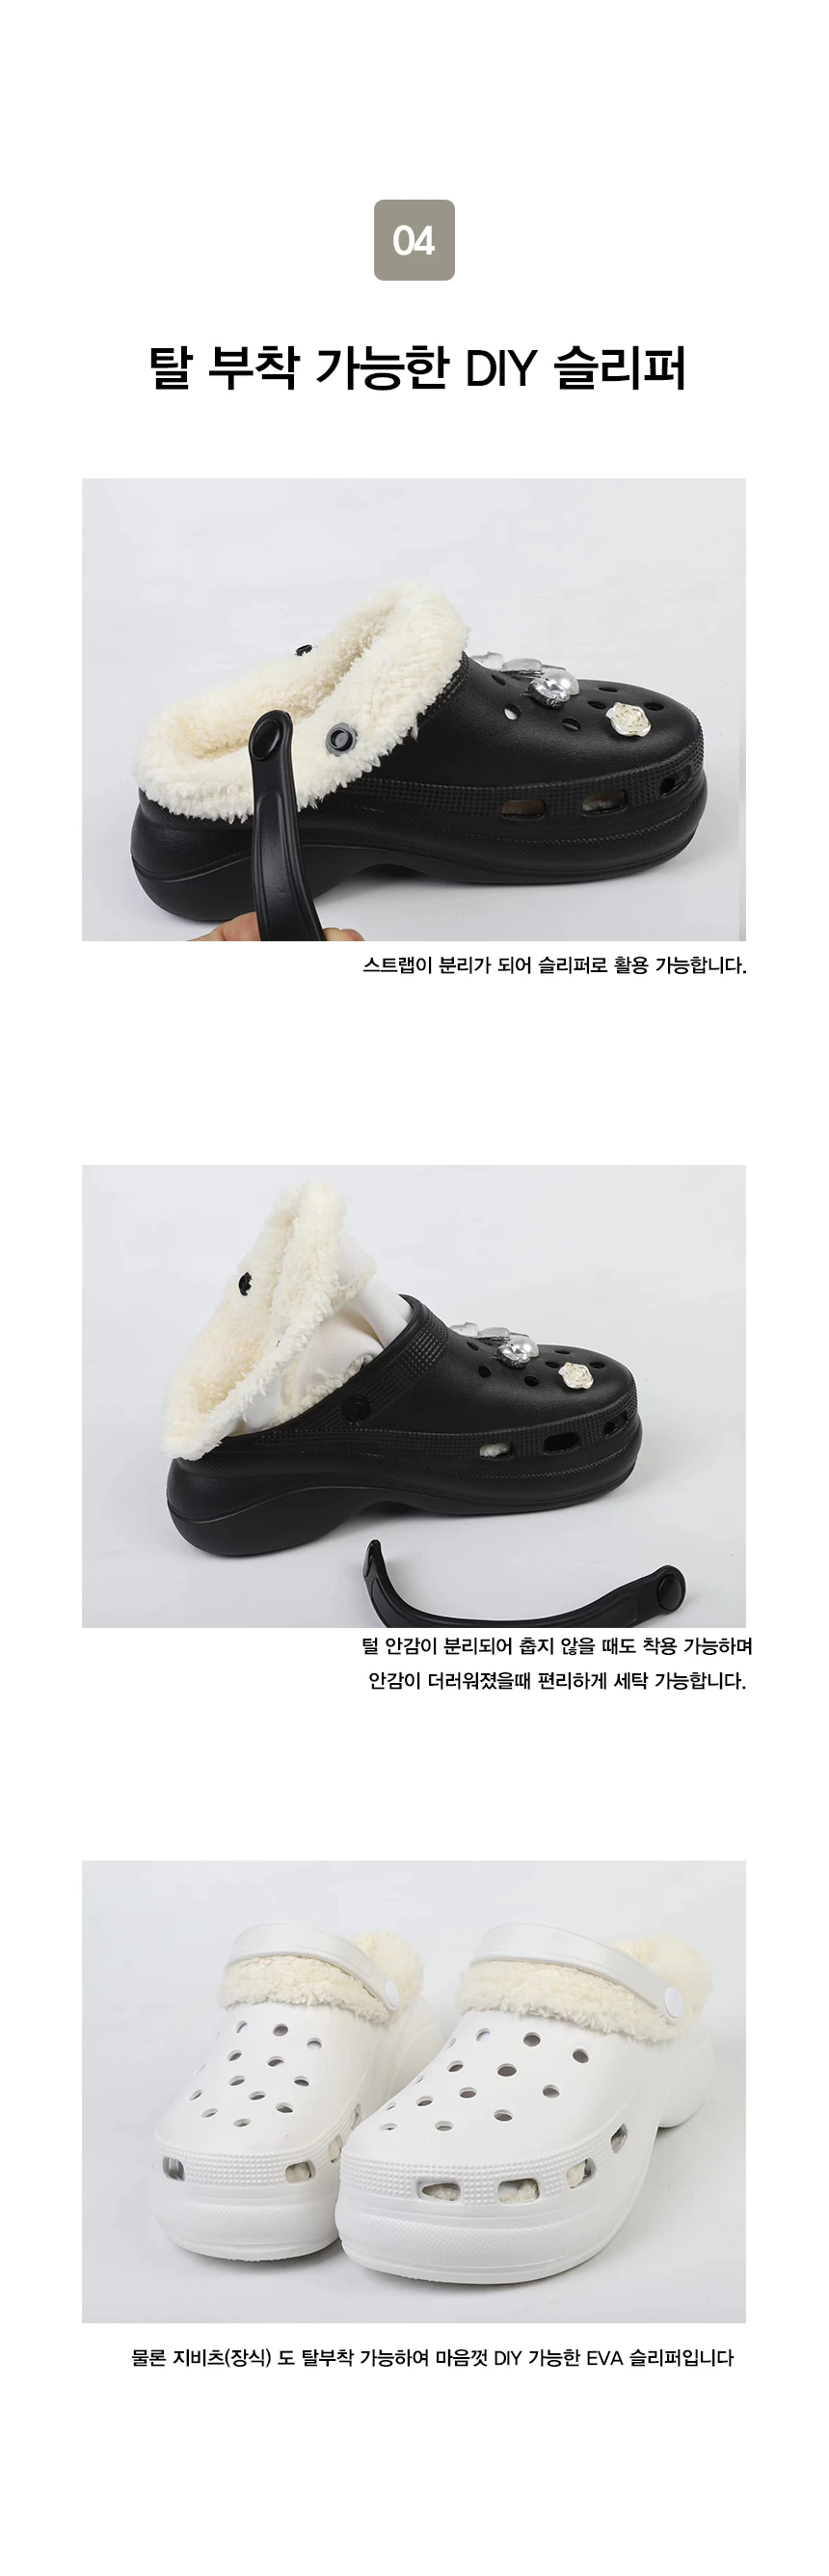 04
탈 부착 가능한 DIY 슬리퍼
스트랩이 분리가 되어 슬리퍼로 활용 가능합니다.
털 안감이 분리되어 춥지 않을 때도 착용 가능하며
안감이 더러워졌을때 편리하게 세탁 가능합니다.
물론 지비츠(장식) 도 탈부착 가능하여 마음껏 DIY 가능한 EVA 슬리퍼입니다